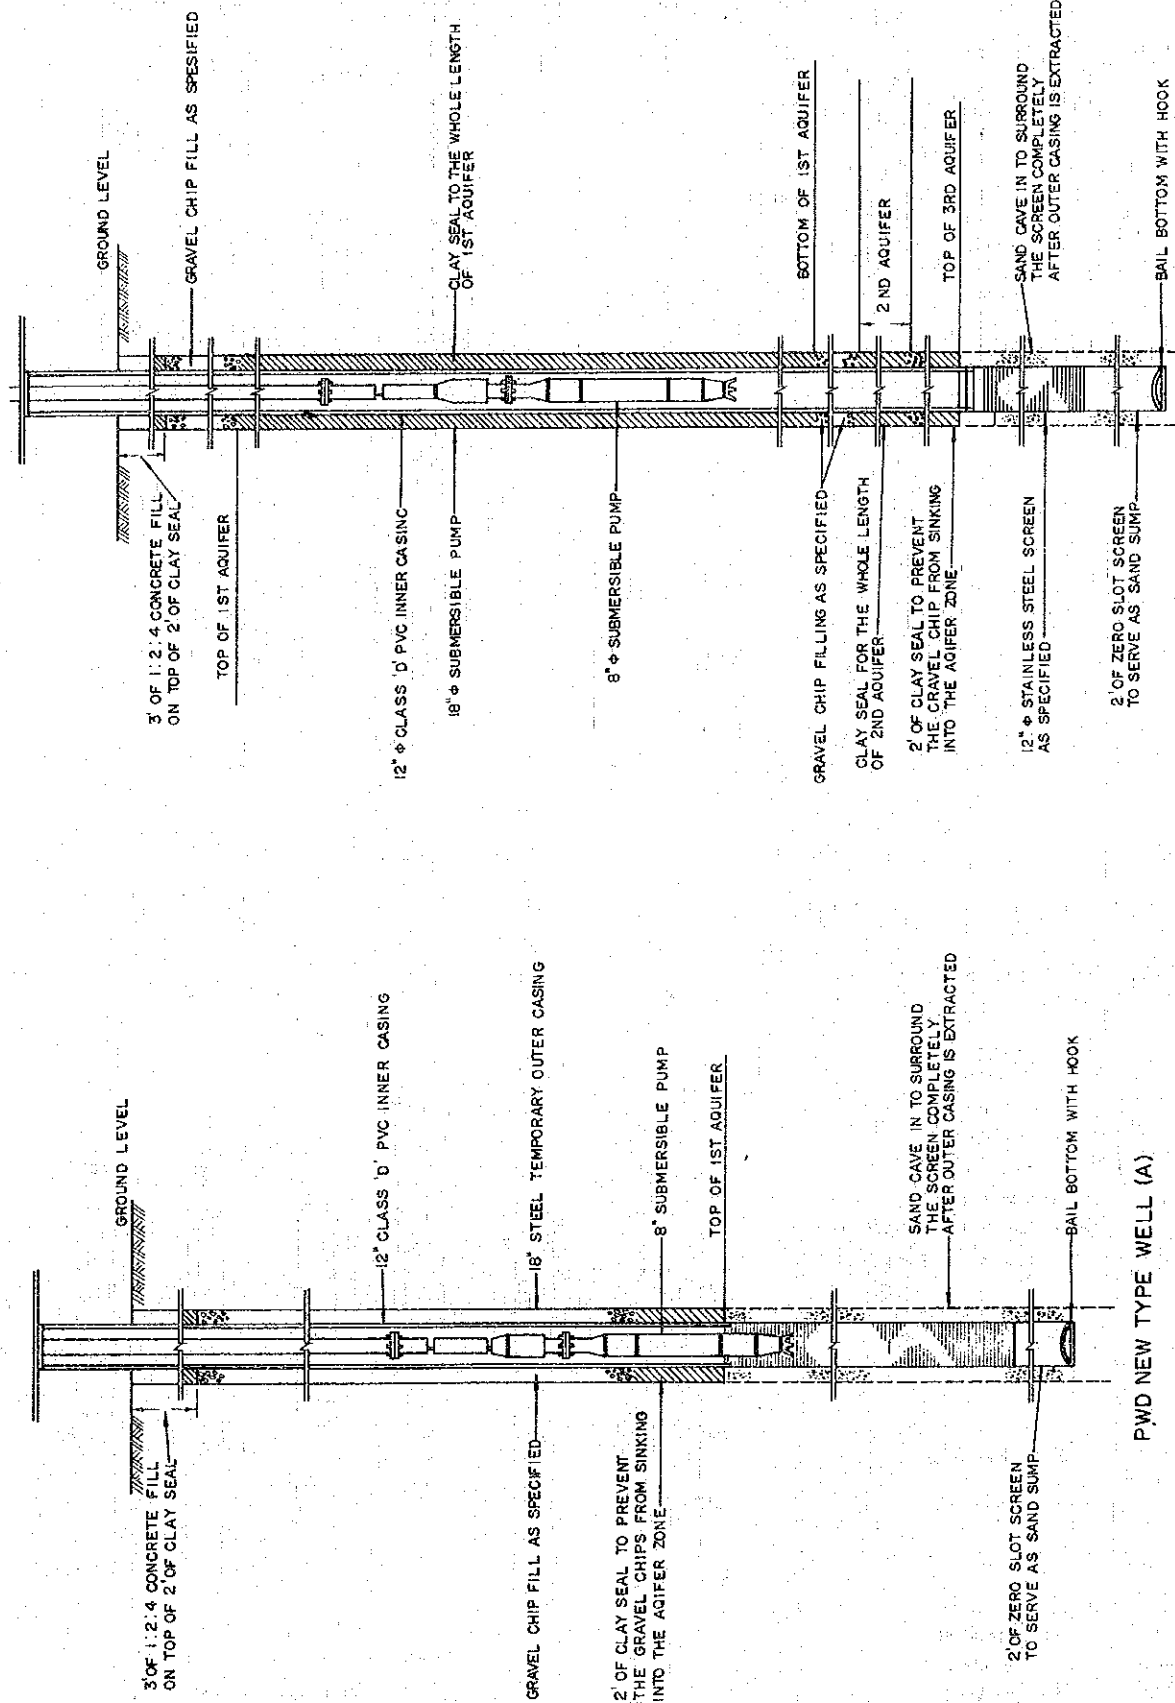 GROUND LEVEL
GRAVEL CHIP FILL AS SPESIFIED
CLAY SEAL TO THE WHOLE LENGTH
OF 1ST AQUIFER
BOTTOM OF 1ST AQUIFER
2 ND AQUIFER
TOP OF 3RD AQUIFER
SAND CAVE IN TO SURROUND
THE SCREEN COMPLETELY
AFTER OUTER CASING IS EXTRACTED
BAIL BOTTOM WITH HOOK
3' OF 1:2:4 CONCRETE FILL
ON TOP OF 2' OF CLAY SEAL
TOP OF 1ST AQUIFER
12" Φ CLASS 'D' PVC INNER CASING
18" Φ SUBMERSIBLE PUMP
8" Φ SUBMERSIBLE PUMP
GRAVEL CHIP FILLING AS SPECIFIED
CLAY SEAL FOR THE WHOLE LENGTH
OF 2ND AQUIFER
2' OF CLAY SEAL TO PREVENT
THE GRAVEL CHIP FROM SINKING
INTO THE AQIFER ZONE
12" Φ STAINLESS STEEL SCREEN
AS SPECIFIED
2' OF ZERO SLOT SCREEN
TO SERVE AS SAND SUMP
GROUND LEVEL
12" CLASS 'D' PVC INNER CASING
18" STEEL TEMPORARY OUTER CASING
8" SUBMERSIBLE PUMP
TOP OF 1ST AQUIFER
SAND CAVE IN TO SURROUND
THE SCREEN COMPLETELY
AFTER OUTER CASING IS EXTRACTED
BAIL BOTTOM WITH HOOK
3' OF 1:2:4 CONCRETE FILL
ON TOP OF 2' OF CLAY SEAL
GRAVEL CHIP FILL AS SPECIFIED
2' OF CLAY SEAL TO PREVENT
THE GRAVEL CHIPS FROM SINKING
INTO THE AQIFER ZONE
2' OF ZERO SLOT SCREEN
TO SERVE AS SAND SUMP
PWD NEW TYPE WELL (A)